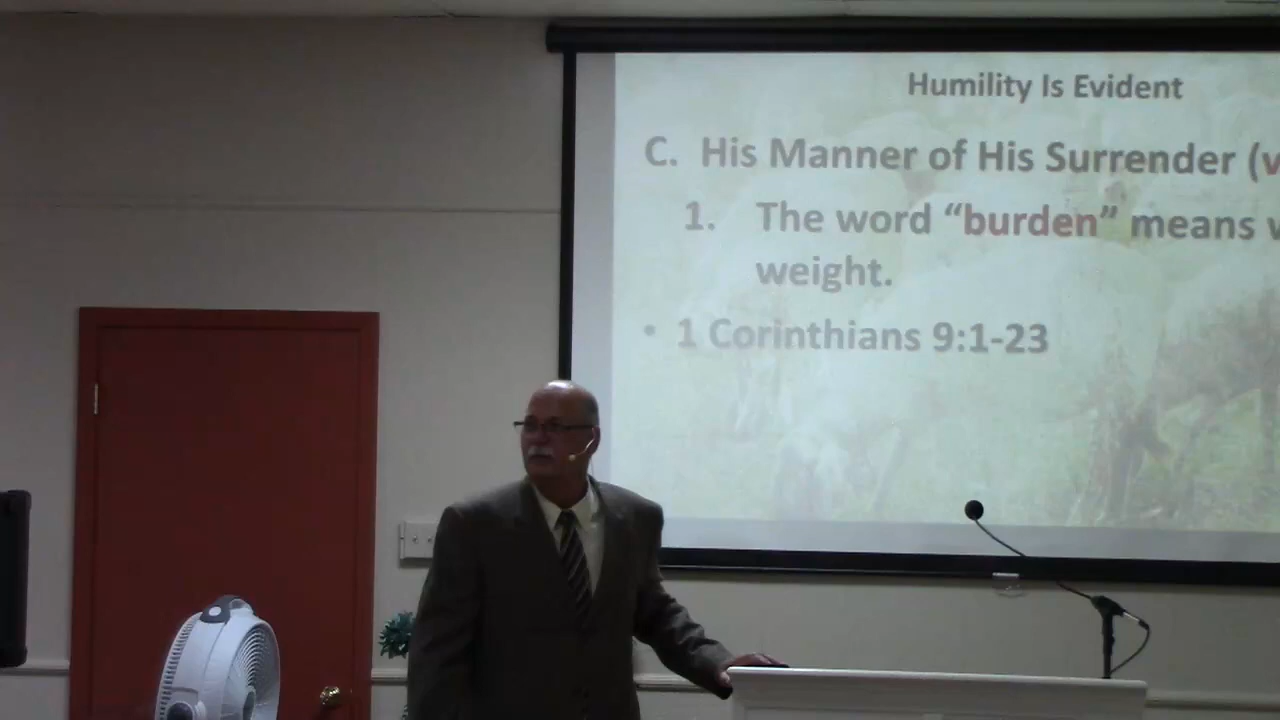 Humility Is Evident
C. His Manner of His Surrender (v
1. The word “burden” means
weight.
• 1 Corinthians 9:1-23